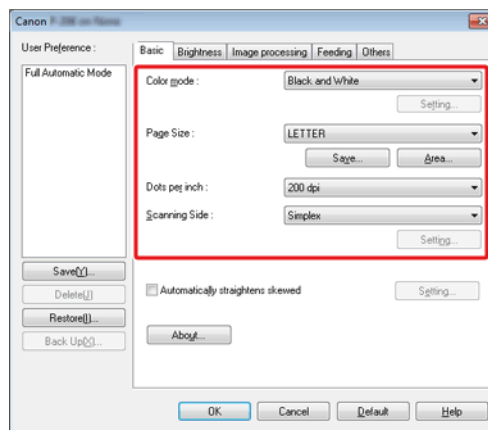 Canon
User Preference :
Full Automatic Mode
Save(Y)...
Delete(J)
Restore(I)...
Back Up(X)...
Basic Brightness Image processing Feeding Others
Color mode : Black and White
Setting...
Page Size : LETTER
Save... Area...
Dots per inch : 200 dpi
Scanning Side : Simplex
Setting...
Automatically straightens skewed Setting...
About...
OK Cancel Default Help